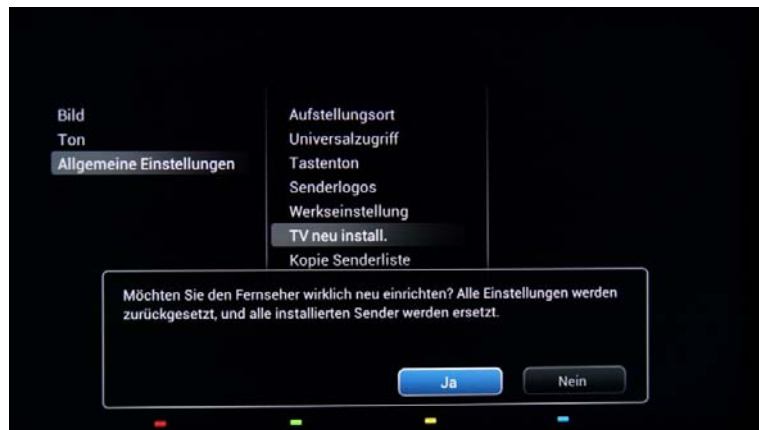 Bild
Ton
Allgemeine Einstellungen
Aufstellungsort
Universalzugriff
Tastenton
Senderlogos
Werkseinstellung
TV neu install.
Kopie Senderliste
Möchten Sie den Fernseher wirklich neu einrichten? Alle Einstellungen werden
zurückgesetzt, und alle installierten Sender werden ersetzt.
Ja
Nein